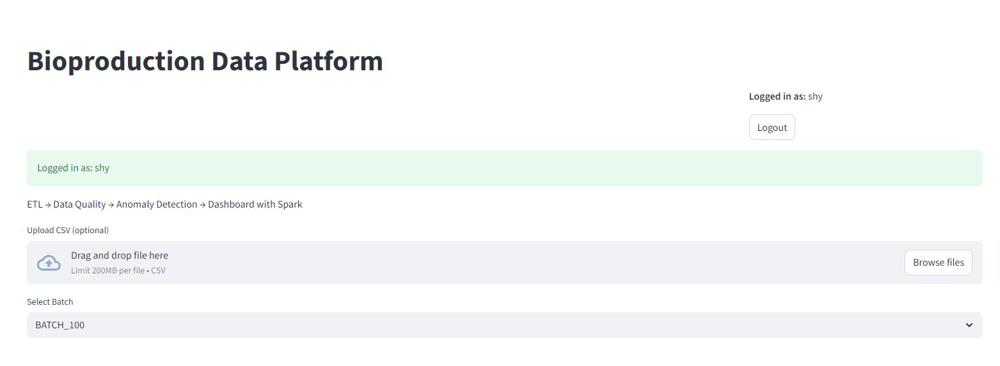 Bioproduction Data Platform
Logged in as: shy
Logout
Logged in as: shy
ETL → Data Quality → Anomaly Detection → Dashboard with Spark
Upload CSV (optional)
Drag and drop file here
Limit 200MB per file • CSV
Browse files
Select Batch
BATCH_100